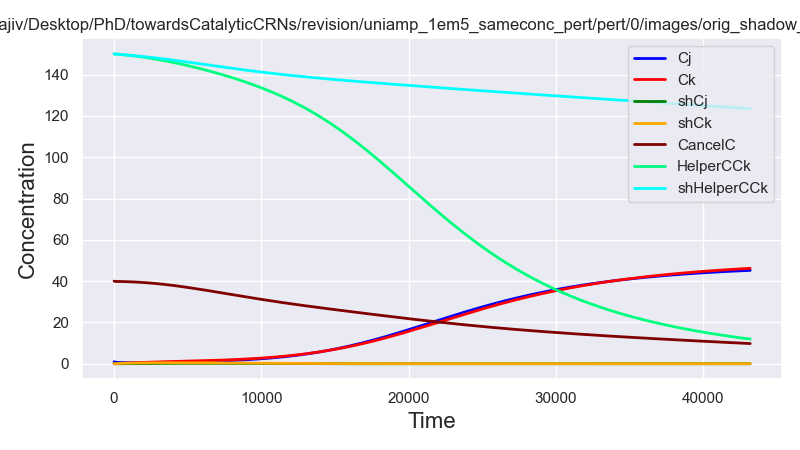 ajiv/Desktop/PhD/towardsCatalyticCRNs/revision/uniamp_1em5_sameconc_pert/pert/0/images/orig_shadow_
Concentration
140
120
100
80
60
40
20
0
0
10000
20000
30000
40000
Time
Cj
Ck
shCj
shCk
CancelC
HelperCCk
shHelperCCk